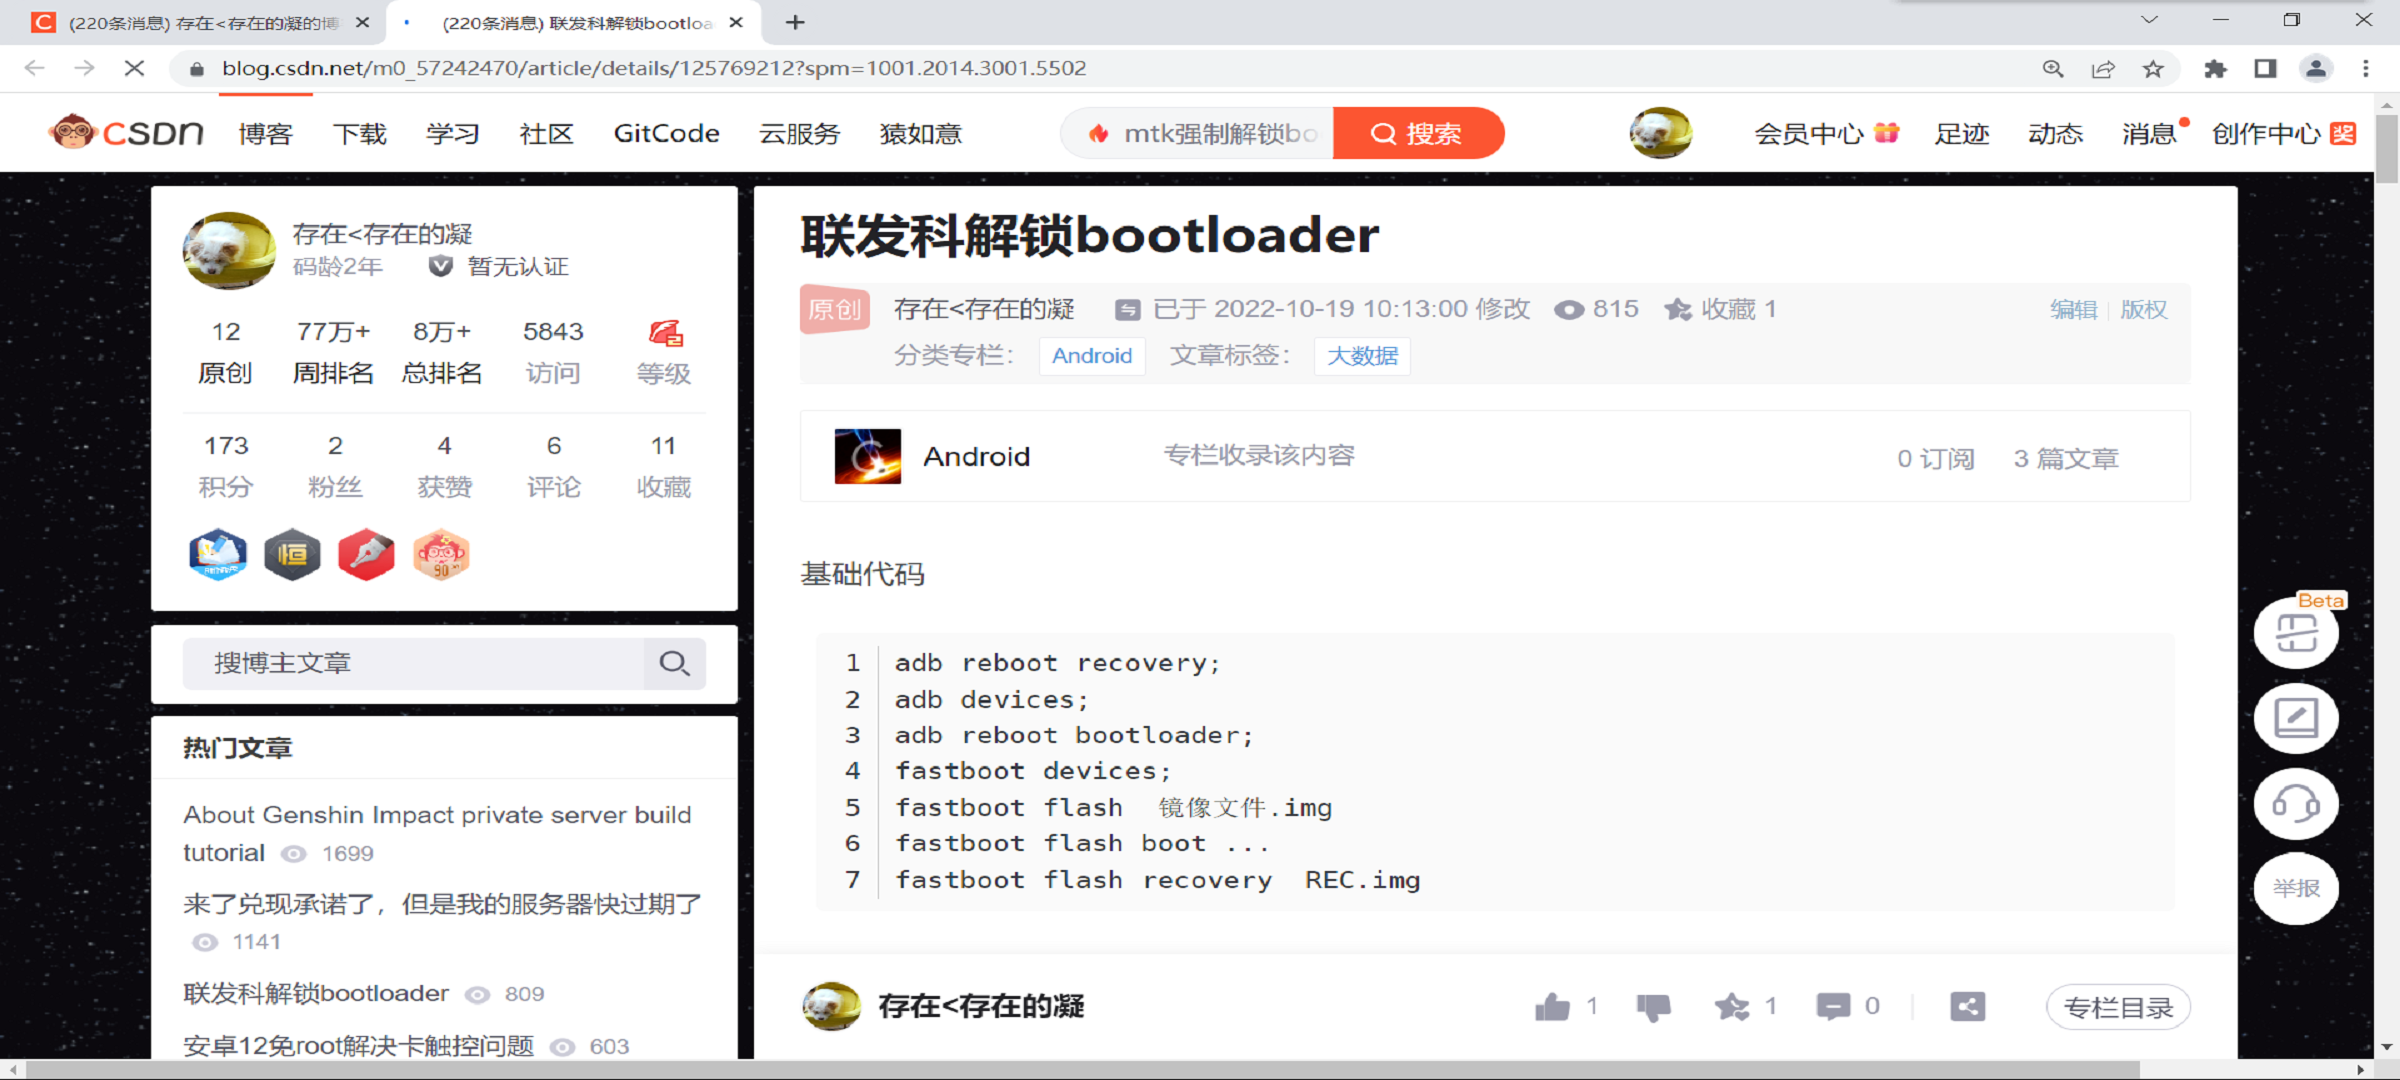 (220条消息) 存在<存在的凝的博
(220条消息) 联发科解锁bootloa
blog.csdn.net/m0_57242470/article/details/125769212?spm=1001.2014.3001.5502
CSDN 博客 下载 学习 社区 GitCode 云服务 猿如意 mtk强制解锁bo 搜索 会员中心 足迹 动态 消息 创作中心 奖
存在<存在的凝
码龄2年 暂无认证
12 77万+ 8万+ 5843
原创 周排名 总排名 访问 等级
173 2 4 6 11
积分 粉丝 获赞 评论 收藏
恒
90
搜博主文章
热门文章
About Genshin Impact private server build
tutorial 1699
来了兑现承诺了，但是我的服务器快过期了
1141
联发科解锁bootloader 809
安卓12免root解决卡触控问题 603
联发科解锁bootloader
原创 存在<存在的凝 已于 2022-10-19 10:13:00 修改 815 收藏 1 编辑 版权
分类专栏： Android 文章标签： 大数据
Android 专栏收录该内容 0 订阅 3 篇文章
基础代码
1 adb reboot recovery;
2 adb devices;
3 adb reboot bootloader;
4 fastboot devices;
5 fastboot flash  镜像文件.img
6 fastboot flash boot ...
7 fastboot flash recovery  REC.img
存在<存在的凝 1 1 0 专栏目录
Beta
举报